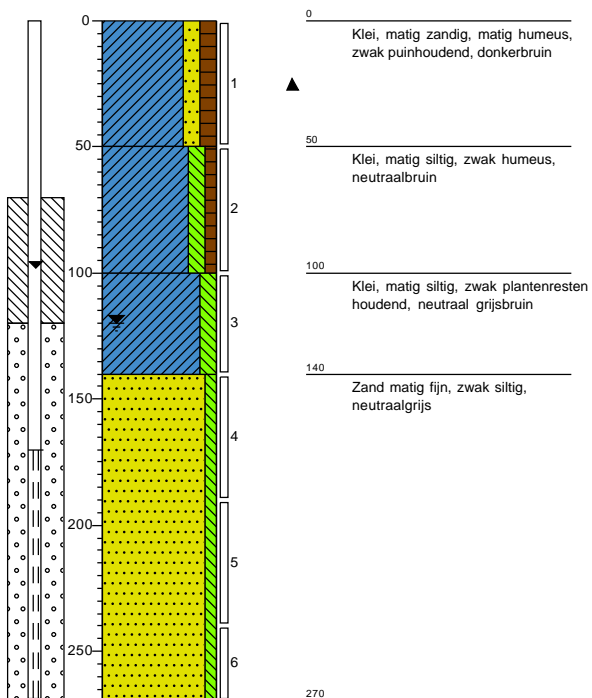 0
50
100
150
200
250
1
2
3
4
5
6
0
Klei, matig zandig, matig humeus,
zwak puinhoudend, donkerbruin
50
Klei, matig siltig, zwak humeus,
neutraalbruin
100
Klei, matig siltig, zwak plantenresten
houdend, neutraal grijsbruin
140
Zand matig fijn, zwak siltig,
neutraalgrijs
270